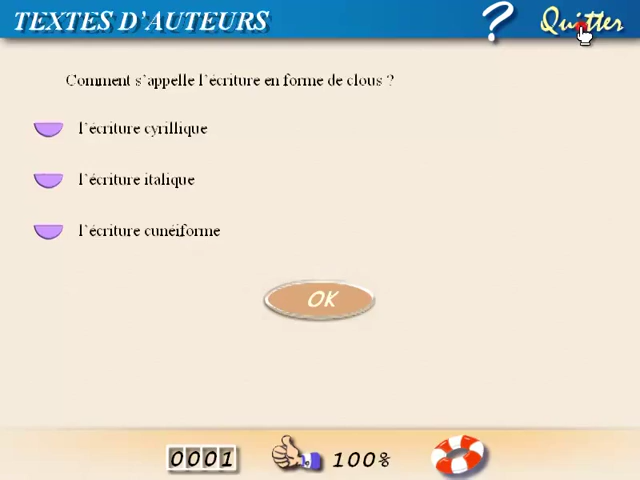 TEXTES D'AUTEURS
?
Quitter
Comment s'appelle l'écriture en forme de clous ?
l'écriture cyrillique
l'écriture italique
l'écriture cunéiforme
OK
0001
100%